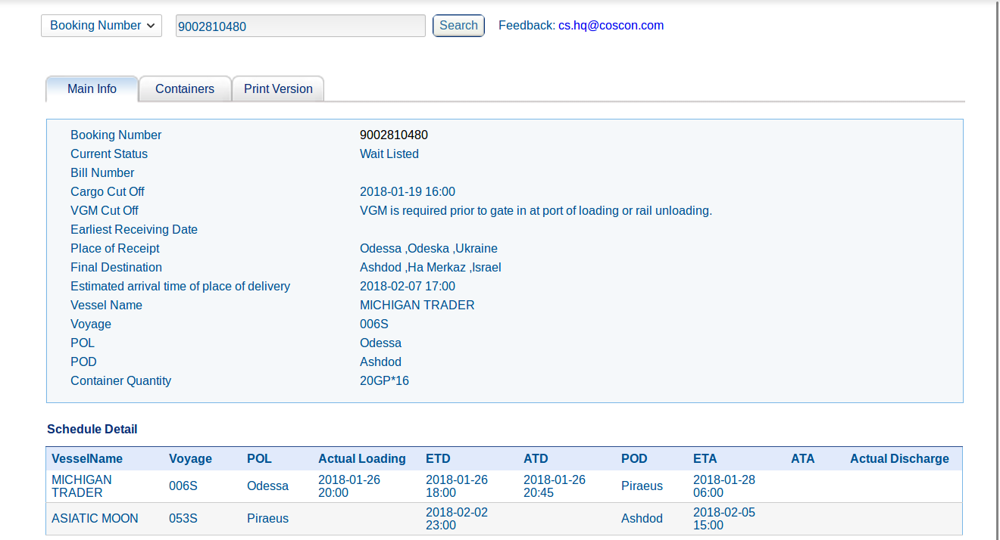 Booking Number 9002810480 Search Feedback: cs.hq@coscon.com
Main Info Containers Print Version
Booking Number 9002810480
Current Status Wait Listed
Bill Number
Cargo Cut Off 2018-01-19 16:00
VGM Cut Off VGM is required prior to gate in at port of loading or rail unloading.
Earliest Receiving Date
Place of Receipt Odessa ,Odeska ,Ukraine
Final Destination Ashdod ,Ha Merkaz ,Israel
Estimated arrival time of place of delivery 2018-02-07 17:00
Vessel Name MICHIGAN TRADER
Voyage 006S
POL Odessa
POD Ashdod
Container Quantity 20GP*16
Schedule Detail
VesselName Voyage POL Actual Loading ETD ATD POD ETA ATA Actual Discharge
MICHIGAN TRADER 006S Odessa 2018-01-26 20:00 2018-01-26 18:00 2018-01-26 20:45 Piraeus 2018-01-28 06:00
ASIATIC MOON 053S Piraeus 2018-02-02 23:00 Ashdod 2018-02-05 15:00